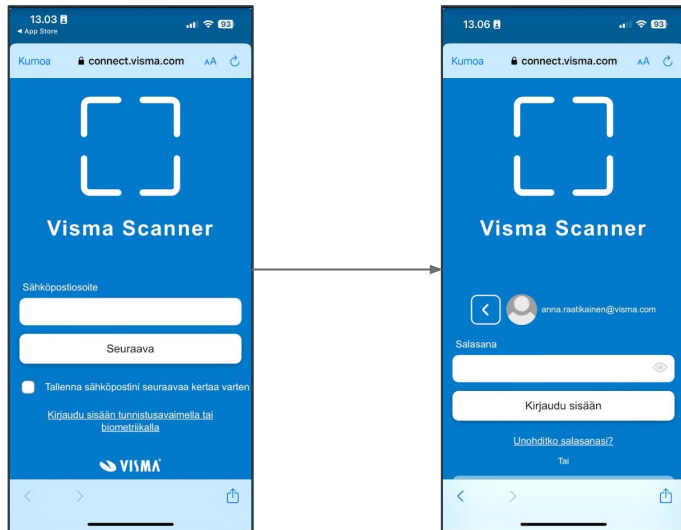 13.03
93
◄ App Store
Kumoa
connect.visma.com
AA
Visma Scanner
Sähköpostiosoite
Seuraava
Tallenna sähköpostini seuraavaa kertaa varten
Kirjaudu sisään tunnistusavaimella tai
biometriikalla
VISMA
13.06
93
Kumoa
connect.visma.com
AA
Visma Scanner
anna.raatikainen@visma.com
Salasana
Kirjaudu sisään
Unohditko salasanasi?
Tai